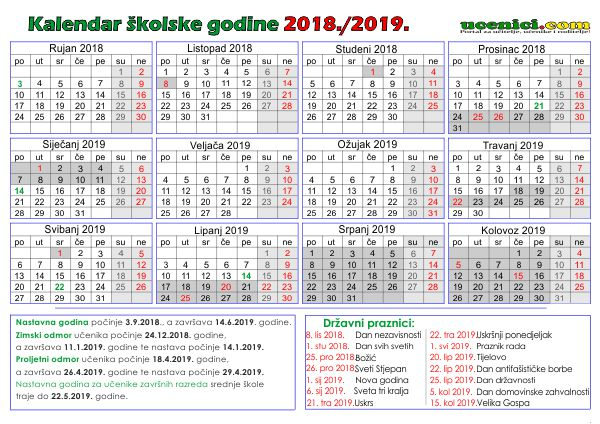 Kalendar školske godine 2018./2019.
ucenici.com
Portal za učitelje, učenike i roditelje!
Rujan 2018
po ut sr če pe su ne
1 2
3 4 5 6 7 8 9
10 11 12 13 14 15 16
17 18 19 20 21 22 23
24 25 26 27 28 29 30
Listopad 2018
po ut sr če pe su ne
1 2 3 4 5 6 7
8 9 10 11 12 13 14
15 16 17 18 19 20 21
22 23 24 25 26 27 28
29 30 31
Studeni 2018
po ut sr če pe su ne
1 2 3 4
5 6 7 8 9 10 11
12 13 14 15 16 17 18
19 20 21 22 23 24 25
26 27 28 29 30
Prosinac 2018
po ut sr če pe su ne
1 2
3 4 5 6 7 8 9
10 11 12 13 14 15 16
17 18 19 20 21 22 23
24 25 26 27 28 29 30
31
Siječanj 2019
po ut sr če pe su ne
1 2 3 4 5 6
7 8 9 10 11 12 13
14 15 16 17 18 19 20
21 22 23 24 25 26 27
28 29 30 31
Veljača 2019
po ut sr če pe su ne
1 2 3
4 5 6 7 8 9 10
11 12 13 14 15 16 17
18 19 20 21 22 23 24
25 26 27 28
Ožujak 2019
po ut sr če pe su ne
1 2 3
4 5 6 7 8 9 10
11 12 13 14 15 16 17
18 19 20 21 22 23 24
25 26 27 28 29 30 31
Travanj 2019
po ut sr če pe su ne
1 2 3 4 5 6 7
8 9 10 11 12 13 14
15 16 17 18 19 20 21
22 23 24 25 26 27 28
29 30
Svibanj 2019
po ut sr če pe su ne
1 2 3 4 5
6 7 8 9 10 11 12
13 14 15 16 17 18 19
20 21 22 23 24 25 26
27 28 29 30 31
Lipanj 2019
po ut sr če pe su ne
1 2
3 4 5 6 7 8 9
10 11 12 13 14 15 16
17 18 19 20 21 22 23
24 25 26 27 28 29 30
Srpanj 2019
po ut sr če pe su ne
1 2 3 4 5 6 7
8 9 10 11 12 13 14
15 16 17 18 19 20 21
22 23 24 25 26 27 28
29 30 31
Kolovoz 2019
po ut sr če pe su ne
1 2 3 4
5 6 7 8 9 10 11
12 13 14 15 16 17 18
19 20 21 22 23 24 25
26 27 28 29 30 31
Nastavna godina počinje 3.9.2018., a završava 14.6.2019. godine.
Zimski odmor učenika počinje 24.12.2018. godine,
a završava 11.1.2019. godine te nastava počinje 14.1.2019.
Proljetni odmor učenika počinje 18.4.2019. godine,
a završava 26.4.2019. godine te nastava počinje 29.4.2019.
Nastavna godina za učenike završnih razreda srednje škole
traje do 22.5.2019. godine.
Državni praznici:
8. lis 2018. Dan nezavisnosti
1. stu 2018. Dan svih svetih
25. pro 2018. Božić
26. pro 2018. Sveti Stjepan
1. sij 2019. Nova godina
6. sij 2019. Sveta tri kralja
21. tra 2019. Uskrs
22. tra 2019. Uskršnji ponedjeljak
1. svi 2019. Praznik rada
20. lip 2019. Tijelovo
22. lip 2019. Dan antifašističke borbe
25. lip 2019. Dan državnosti
5. kol 2019. Dan domovinske zahvalnosti
15. kol 2019. Velika Gospa